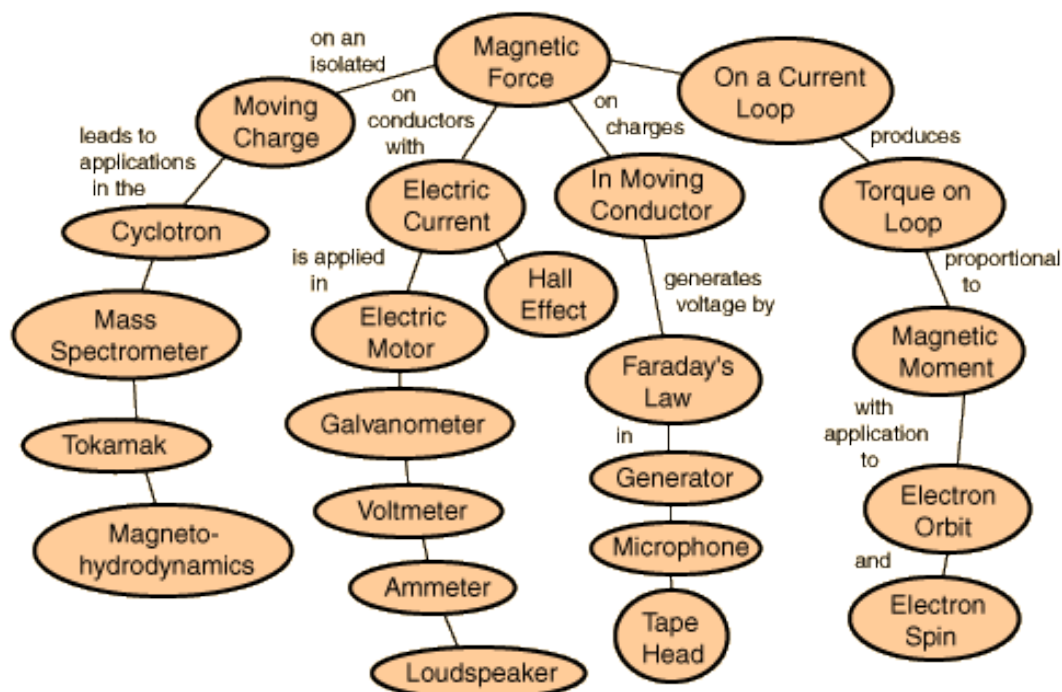 Magnetic
Force
on an
isolated
Moving
Charge
leads to
applications
in the
Cyclotron
Mass
Spectrometer
Tokamak
Magneto-
hydrodynamics
on
conductors
with
Electric
Current
is applied
in
Hall
Effect
Electric
Motor
Galvanometer
Voltmeter
Ammeter
Loudspeaker
on
charges
In Moving
Conductor
generates
voltage by
Faraday's
Law
in
Generator
Microphone
Tape
Head
On a Current
Loop
produces
Torque on
Loop
proportional
to
Magnetic
Moment
with
application
to
Electron
Orbit
and
Electron
Spin